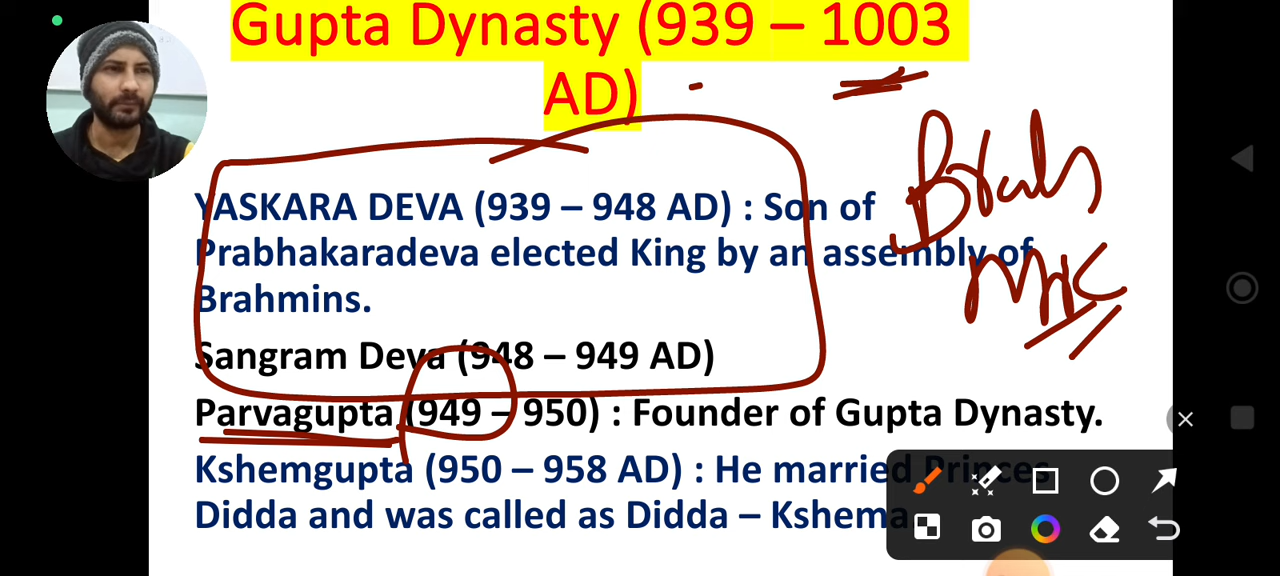 Gupta Dynasty (939 – 1003
AD)
YASKARA DEVA (939 – 948 AD) : Son of
Prabhakaradeva elected King by an assembly of
Brahmins.
Sangram Deva (948 – 949 AD)
Parvagupta (949 – 950) : Founder of Gupta Dynasty.
Kshemgupta (950 – 958 AD) : He married Princes
Didda and was called as Didda – Kshema